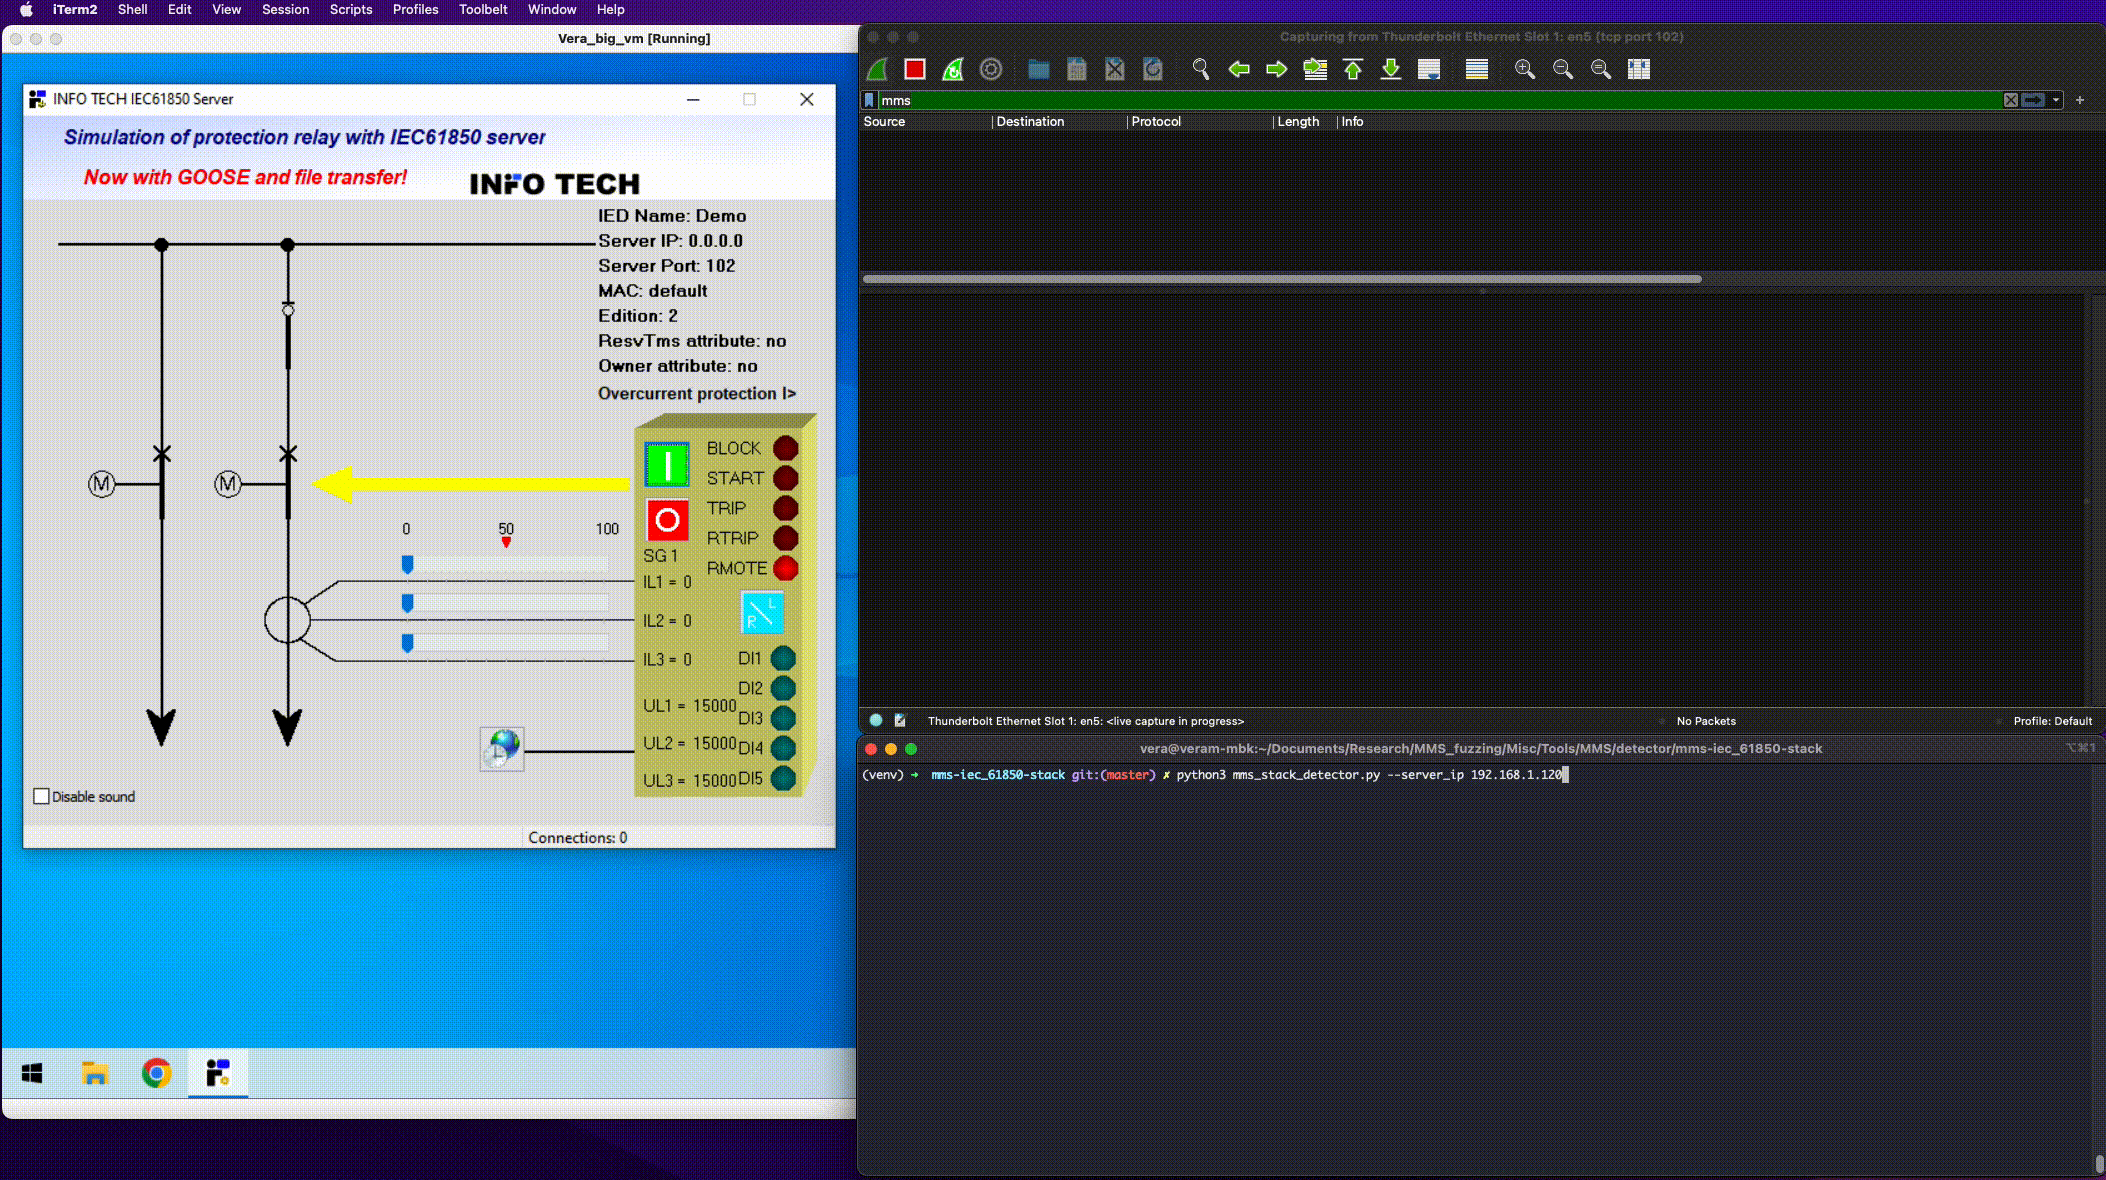 iTerm2 Shell Edit View Session Scripts Profiles Toolbelt Window Help
Vera_big_vm [Running]
INFO TECH IEC61850 Server
Simulation of protection relay with IEC61850 server
Now with GOOSE and file transfer!
INFO TECH
IED Name: Demo
Server IP: 0.0.0.0
Server Port: 102
MAC: default
Edition: 2
ResvTms attribute: no
Owner attribute: no
Overcurrent protection I>
BLOCK
START
TRIP
RTRIP
RMOTE
SG 1
M
M
0 50 100
IL1 = 0
IL2 = 0
IL3 = 0
L
R
DI1
DI2
DI3
DI4
DI5
UL1 = 15000
UL2 = 15000
UL3 = 15000
Disable sound
Connections: 0
Capturing from Thunderbolt Ethernet Slot 1: en5 (tcp port 102)
mms
Source Destination Protocol Length Info
Thunderbolt Ethernet Slot 1: en5: <live capture in progress> No Packets Profile: Default
vera@veram-mbk:~/Documents/Research/MMS_fuzzing/Misc/Tools/MMS/detector/mms-iec_61850-stack ⌥⌘1
(venv) → mms-iec_61850-stack git:(master) ✗ python3 mms_stack_detector.py --server_ip 192.168.1.120